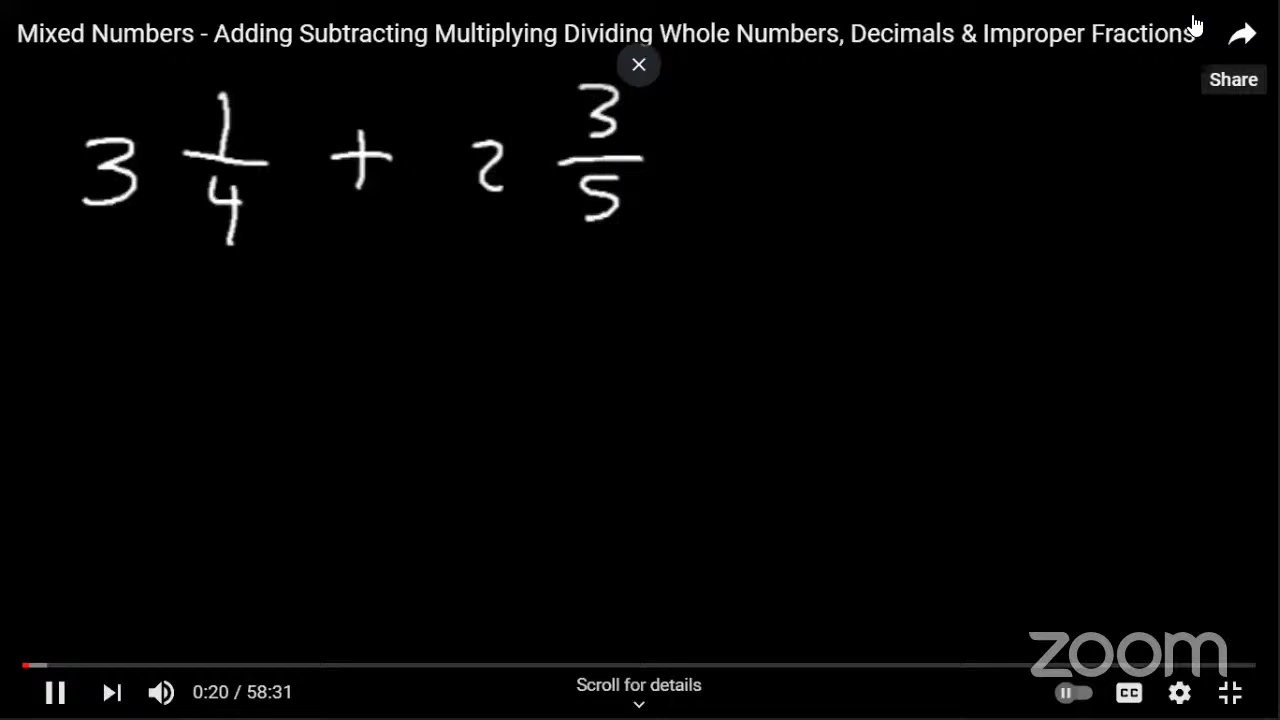 Mixed Numbers - Adding Subtracting Multiplying Dividing Whole Numbers, Decimals & Improper Fractions
Share
3 1/4 + 2 3/5
zoom
0:20 / 58:31
Scroll for details
CC